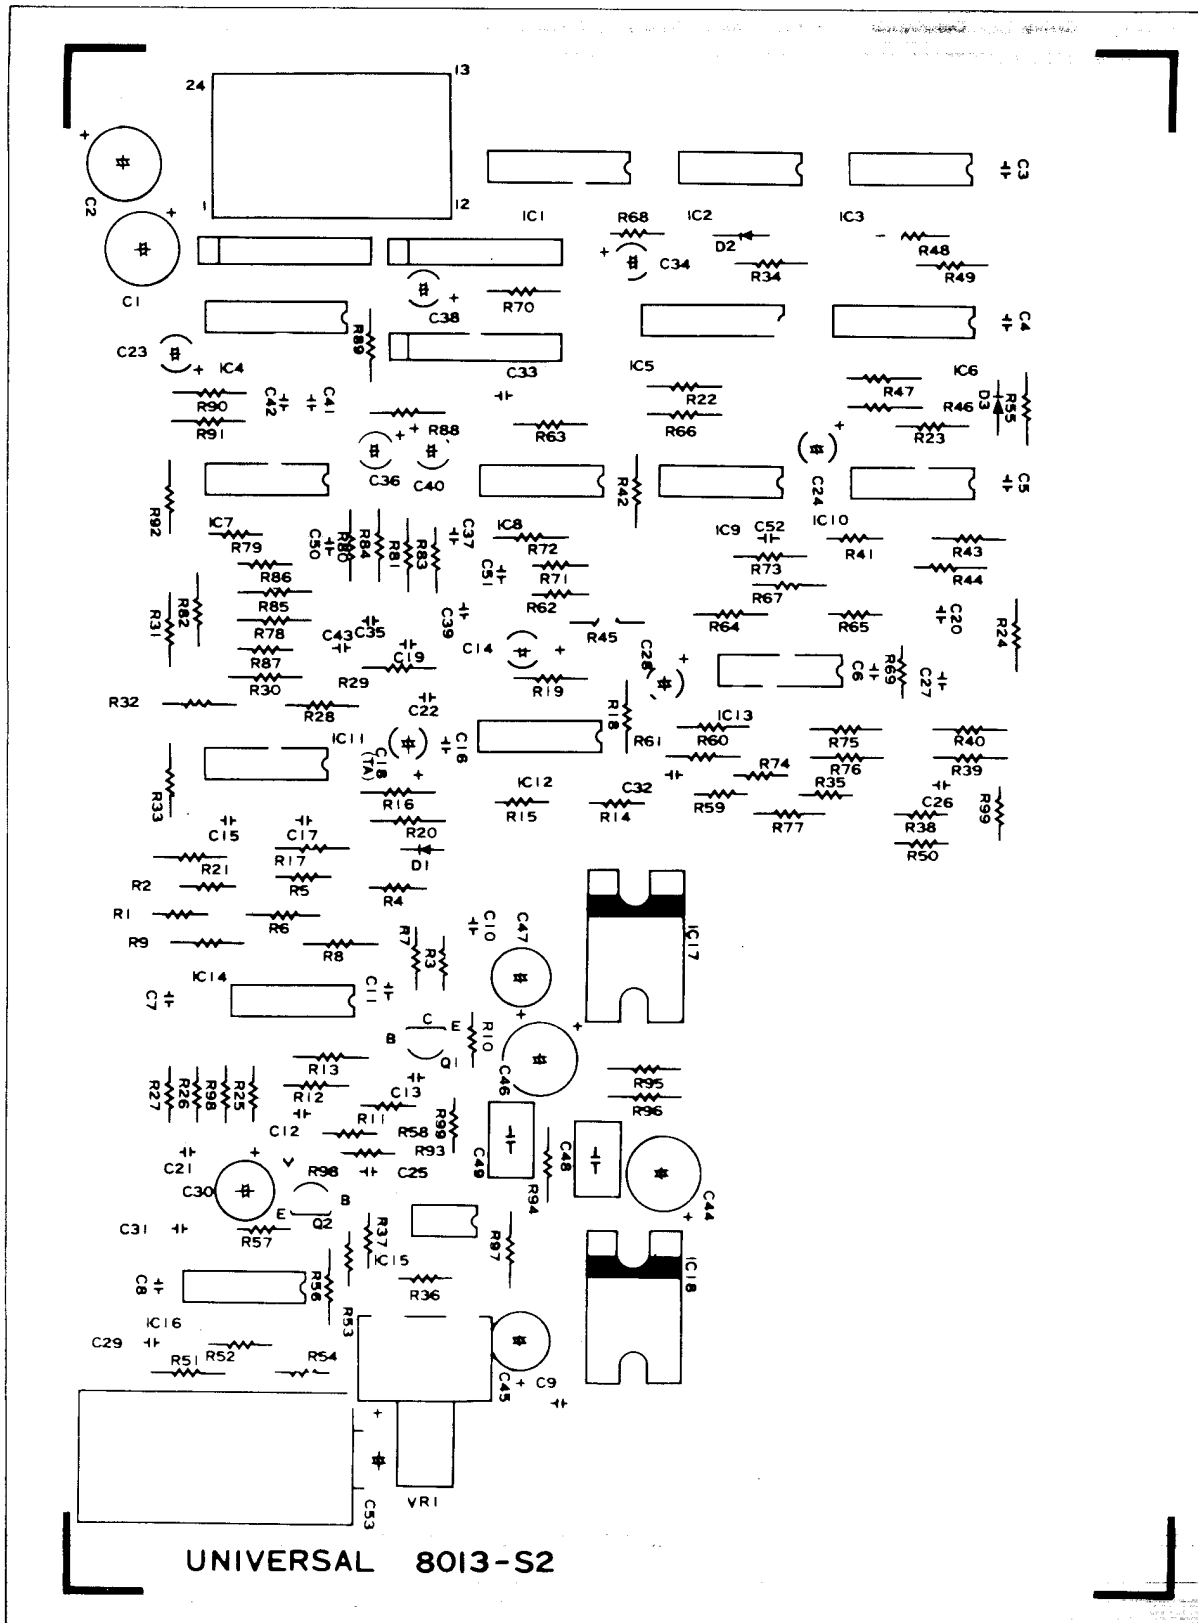 24
13
1
12
C2
+
C1
+
IC1
R68
IC2
D2
IC3
C3
+
C34
R34
R48
R49
C38
+
R70
C4
C23
+
IC4
R89
C33
IC5
IC6
R90
C42
C41
R88
R22
R47
R46
D3
R55
R91
R63
R66
R23
+
+
C36
C40
R42
+
C24
C5
R92
IC7
R79
C50
R80
R84
R81
R83
C37
IC8
R72
IC9
C52
IC10
R41
R43
R86
C51
R71
R73
R44
R85
R62
R67
R31
R82
R78
C43
C35
C39
R45
R64
R65
C20
R24
R87
C19
C14
+
C28
+
C6
R69
C27
R30
R29
R19
R32
R28
C22
R18
R61
R60
IC13
R75
R40
IC11
C18
(TA)
C16
+
R76
R39
R33
R16
IC12
C32
R74
R35
C26
R99
R15
R14
R59
R77
R38
C15
C17
R20
R50
R21
R17
D1
R2
R5
R4
R1
R6
C10
C47
IC17
R9
R8
R7
R3
IC14
C7
C11
+
+
B
C
E
Q1
R10
R13
C46
R95
R27
R26
R98
R25
R12
C13
R96
C12
R11
R58
R99
R93
C49
C48
C21
+
R98
C25
R94
C30
B
E
Q2
C44
+
C31
R57
R37
IC15
R97
IC18
C8
R56
R36
IC16
R53
C29
R52
R51
R54
C45
+
C9
+
C53
VR1
UNIVERSAL 8013-S2